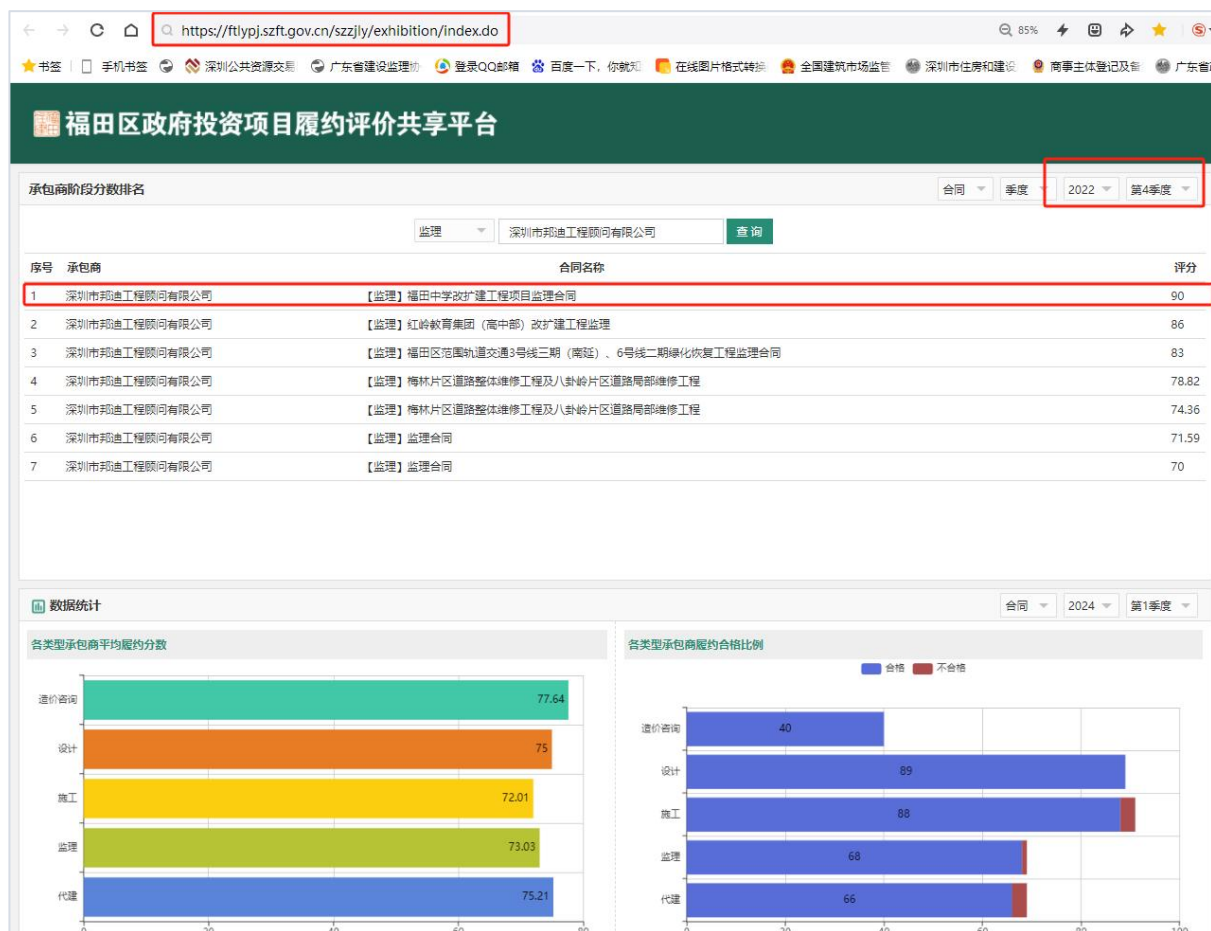 https://ftlypj.szft.gov.cn/szzjly/exhibition/index.do 85%
书签 手机书签 深圳公共资源交易 广东省建设监理协 登录QQ邮箱 百度一下，你就知 在线图片格式转换 全国建筑市场监管 深圳市住房和建设 商事主体登记及备 广东省政
福田区政府投资项目履约评价共享平台
承包商阶段分数排名 合同 季度 2022 第4季度
监理 深圳市邦迪工程顾问有限公司 查询
序号 承包商 合同名称 评分
1 深圳市邦迪工程顾问有限公司 【监理】福田中学改扩建工程项目监理合同 90
2 深圳市邦迪工程顾问有限公司 【监理】红岭教育集团（高中部）改扩建工程监理 86
3 深圳市邦迪工程顾问有限公司 【监理】福田区范围轨道交通3号线三期（南延）、6号线二期绿化恢复工程监理合同 83
4 深圳市邦迪工程顾问有限公司 【监理】梅林片区道路整体维修工程及八卦岭片区道路局部维修工程 78.82
5 深圳市邦迪工程顾问有限公司 【监理】梅林片区道路整体维修工程及八卦岭片区道路局部维修工程 74.36
6 深圳市邦迪工程顾问有限公司 【监理】监理合同 71.59
7 深圳市邦迪工程顾问有限公司 【监理】监理合同 70
数据统计 合同 2024 第1季度
各类型承包商平均履约分数
造价咨询 77.64
设计 75
施工 72.01
监理 73.03
代建 75.21
0 20 40 60 80
各类型承包商履约合格比例
合格 不合格
造价咨询 40
设计 89
施工 88
监理 68
代建 66
0 20 40 60 80 100